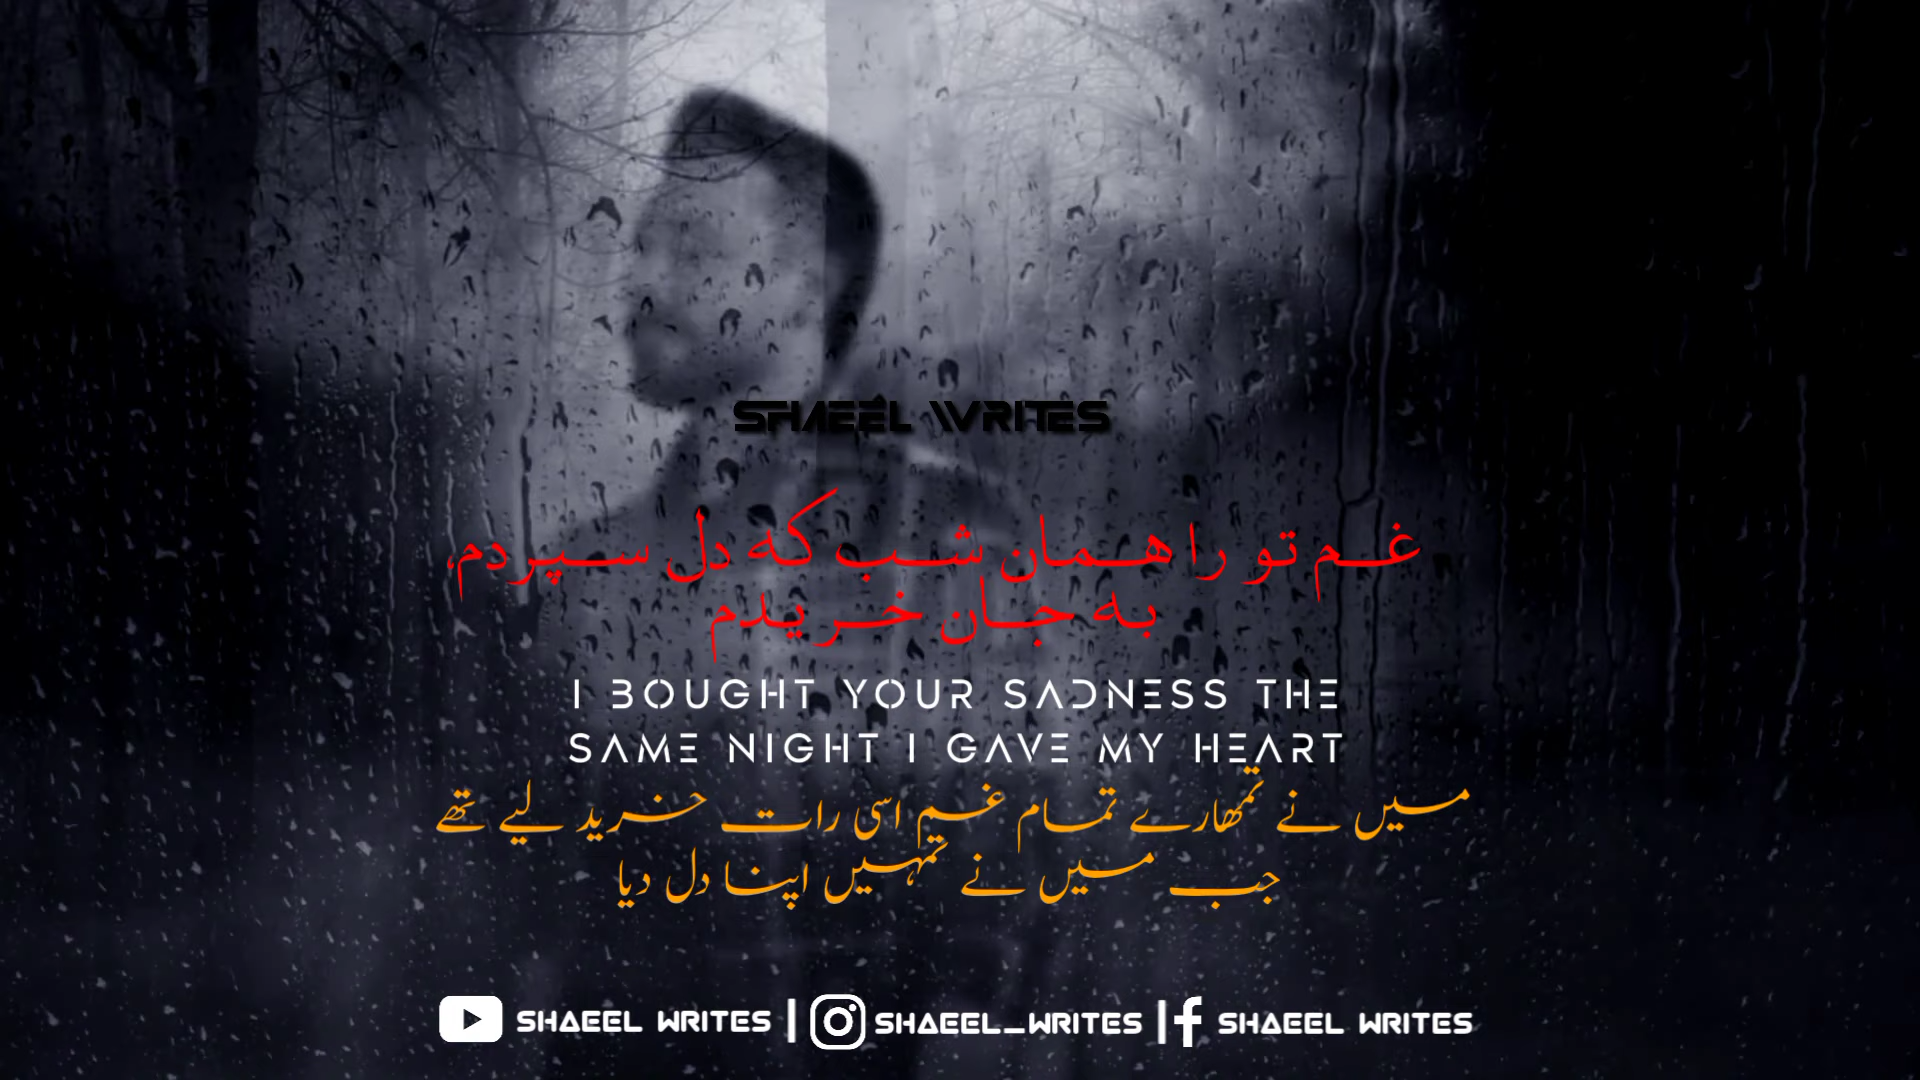 SHAEEL WRITES
غم تو را همان شب که دل سپردم،
به جان خریدم
I BOUGHT YOUR SADNESS THE
SAME NIGHT I GAVE MY HEART
میں نے تمھارے تمام غم اسی رات خرید لیے تھے
جب میں نے تمہیں اپنا دل دیا
SHAEEL WRITES | SHAEEL_WRITES | SHAEEL WRITES